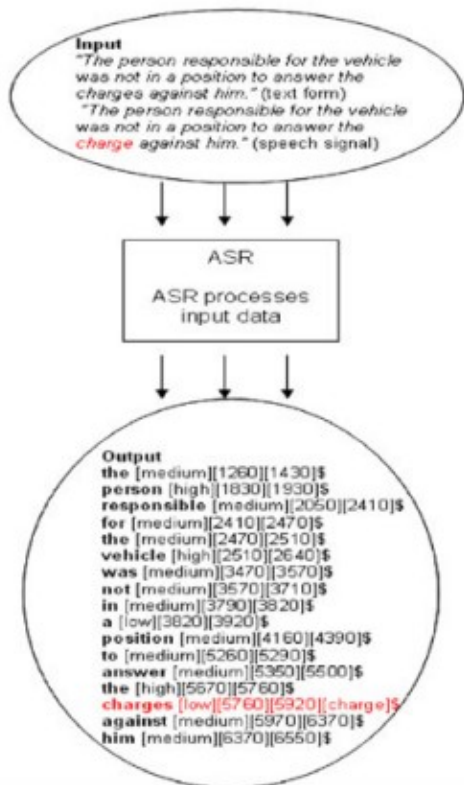 Input
"The person responsible for the vehicle
was not in a position to answer the
charges against him." (text form)
"The person responsible for the vehicle
was not in a position to answer the
charge against him." (speech signal)
ASR
ASR processes
input data
Output
the [medium][1260][1430]$
person [high][1830][1930]$
responsible [medium][2050][2410]$
for [medium][2410][2470]$
the [medium][2470][2510]$
vehicle [high][2510][2640]$
was [medium][3470][3570]$
not [medium][3570][3710]$
in [medium][3790][3820]$
a [low][3820][3920]$
position [medium][4160][4390]$
to [medium][5260][5290]$
answer [medium][5350][5500]$
the [high][5670][5760]$
charges [low][5760][5920][charge]$
against [medium][5970][6370]$
him [medium][6370][6550]$